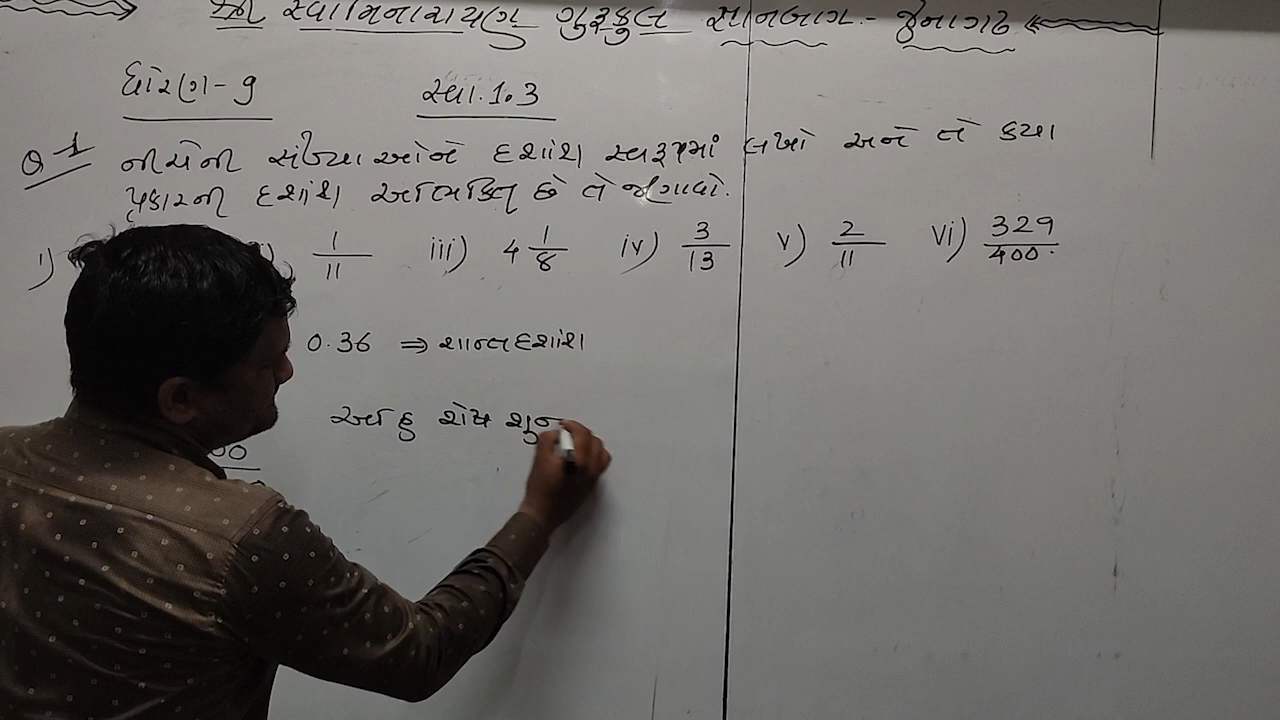 શ્રી સ્વામિનારાયણ ગુરૂકુલ જ્ઞાનબાગ - જુનાગઢ
ધોરણ - 9 સ્વા. 1.3
Q 1 નીચેની સંખ્યાઓને દશાંશ સ્વરૂપમાં લખો અને તે કયા
પ્રકારની દશાંશ અભિવ્યક્તિ છે તે જણાવો.
i) 1/11 iii) 4 1/8 iv) 3/13 v) 2/11 vi) 329/400.
0.36 ⇒ શાન્ત દશાંશ
અહિ શેષ શુન
00